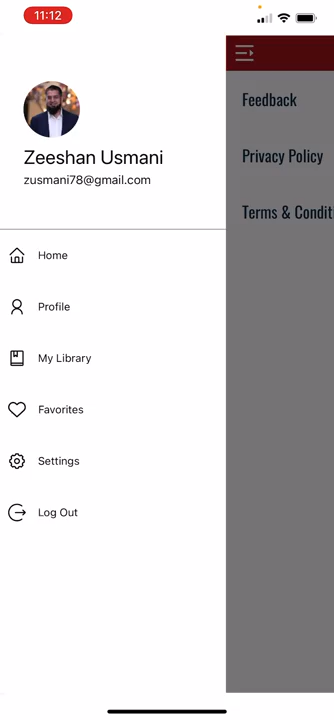 11:12
Zeeshan Usmani
zusmani78@gmail.com
Home
Profile
My Library
Favorites
Settings
Log Out
Feedback
Privacy Policy
Terms &